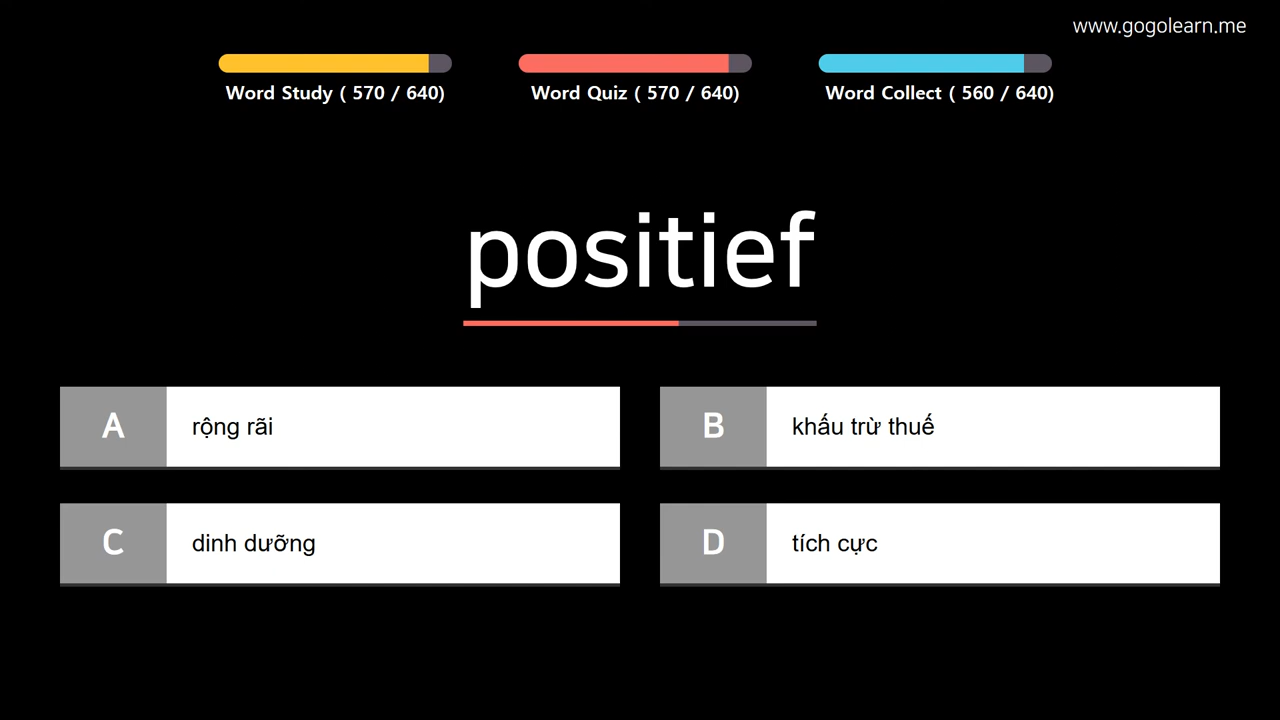 www.gogolearn.me
Word Study ( 570 / 640)
Word Quiz ( 570 / 640)
Word Collect ( 560 / 640)
positief
A rộng rãi
B khấu trừ thuế
C dinh dưỡng
D tích cực